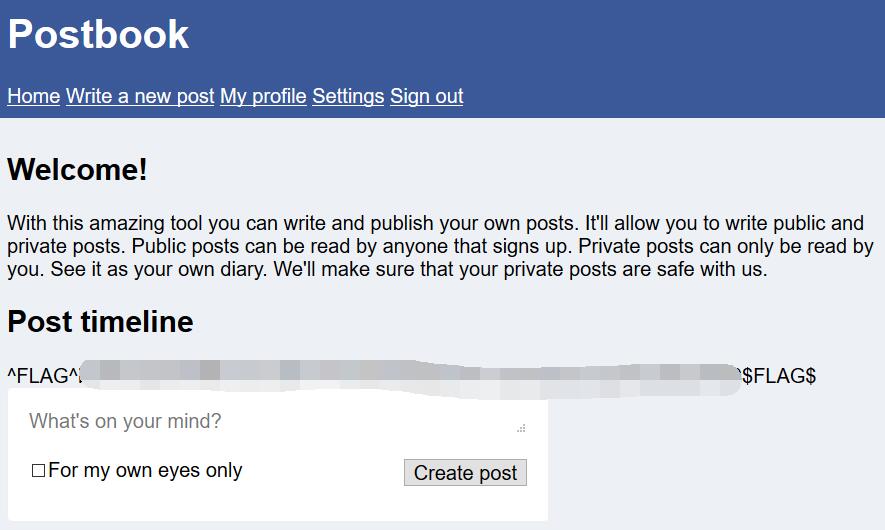 Postbook
Home Write a new post My profile Settings Sign out
Welcome!
With this amazing tool you can write and publish your own posts. It'll allow you to write public and
private posts. Public posts can be read by anyone that signs up. Private posts can only be read by
you. See it as your own diary. We'll make sure that your private posts are safe with us.
Post timeline
^FLAG^ $FLAG$
What's on your mind?
For my own eyes only Create post